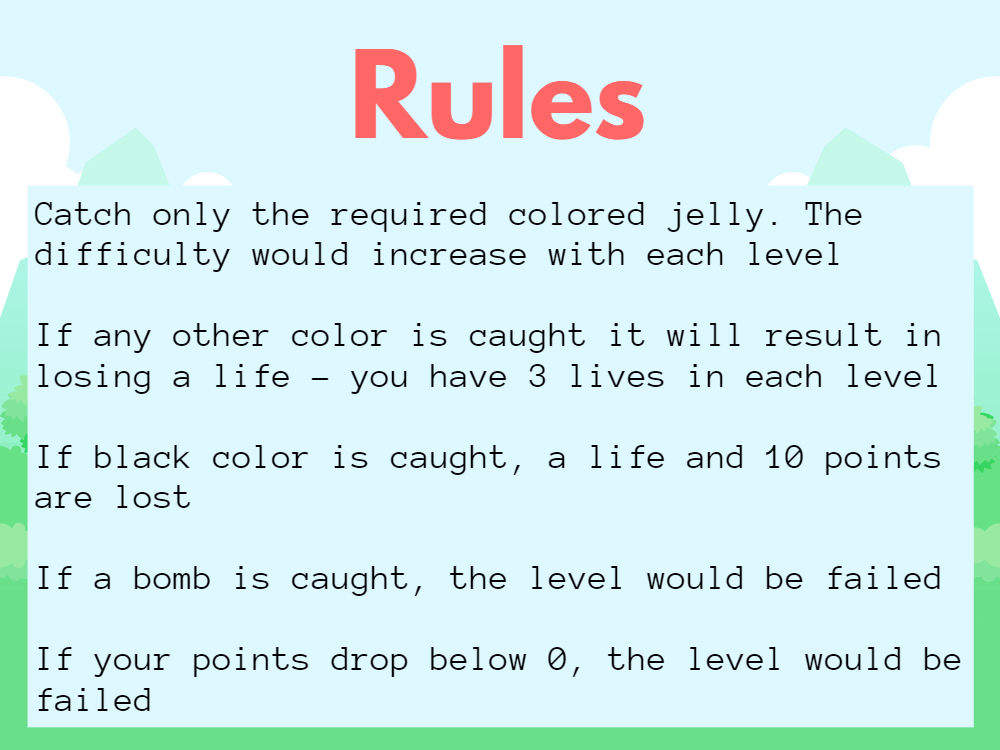 Rules
Catch only the required colored jelly. The
difficulty would increase with each level
If any other color is caught it will result in
losing a life – you have 3 lives in each level
If black color is caught, a life and 10 points
are lost
If a bomb is caught, the level would be failed
If your points drop below 0, the level would be
failed